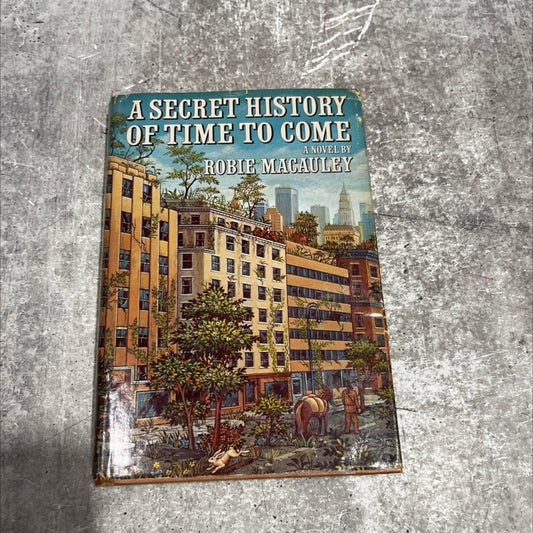 A SECRET HISTORY
OF TIME TO COME
A NOVEL BY
ROBIE MACAULEY